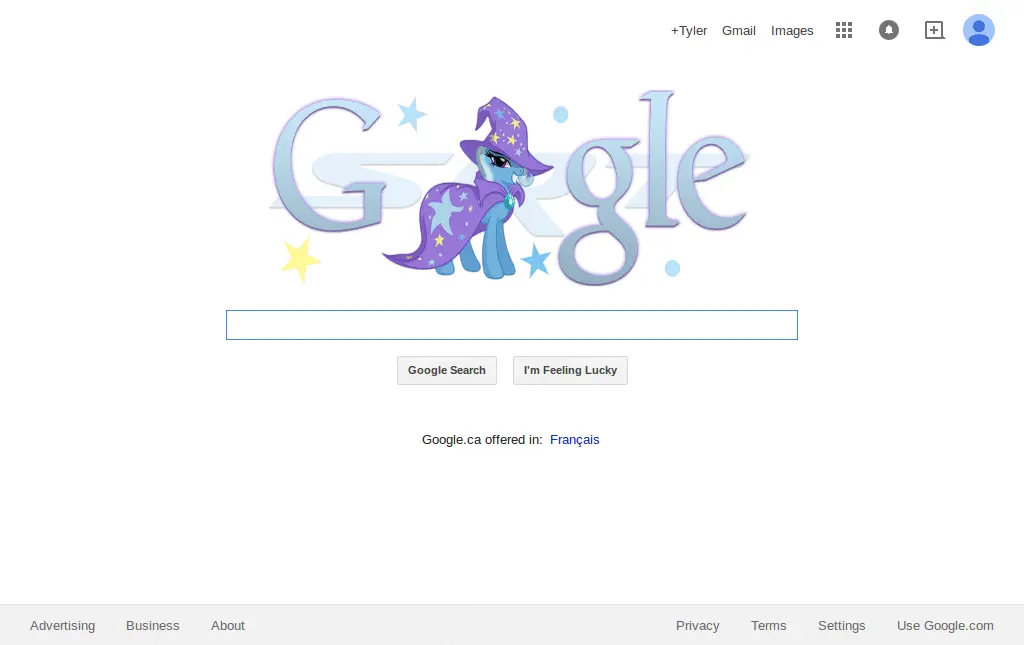 +Tyler Gmail Images
Google
Google Search I'm Feeling Lucky
Google.ca offered in: Français
Advertising Business About Privacy Terms Settings Use Google.com